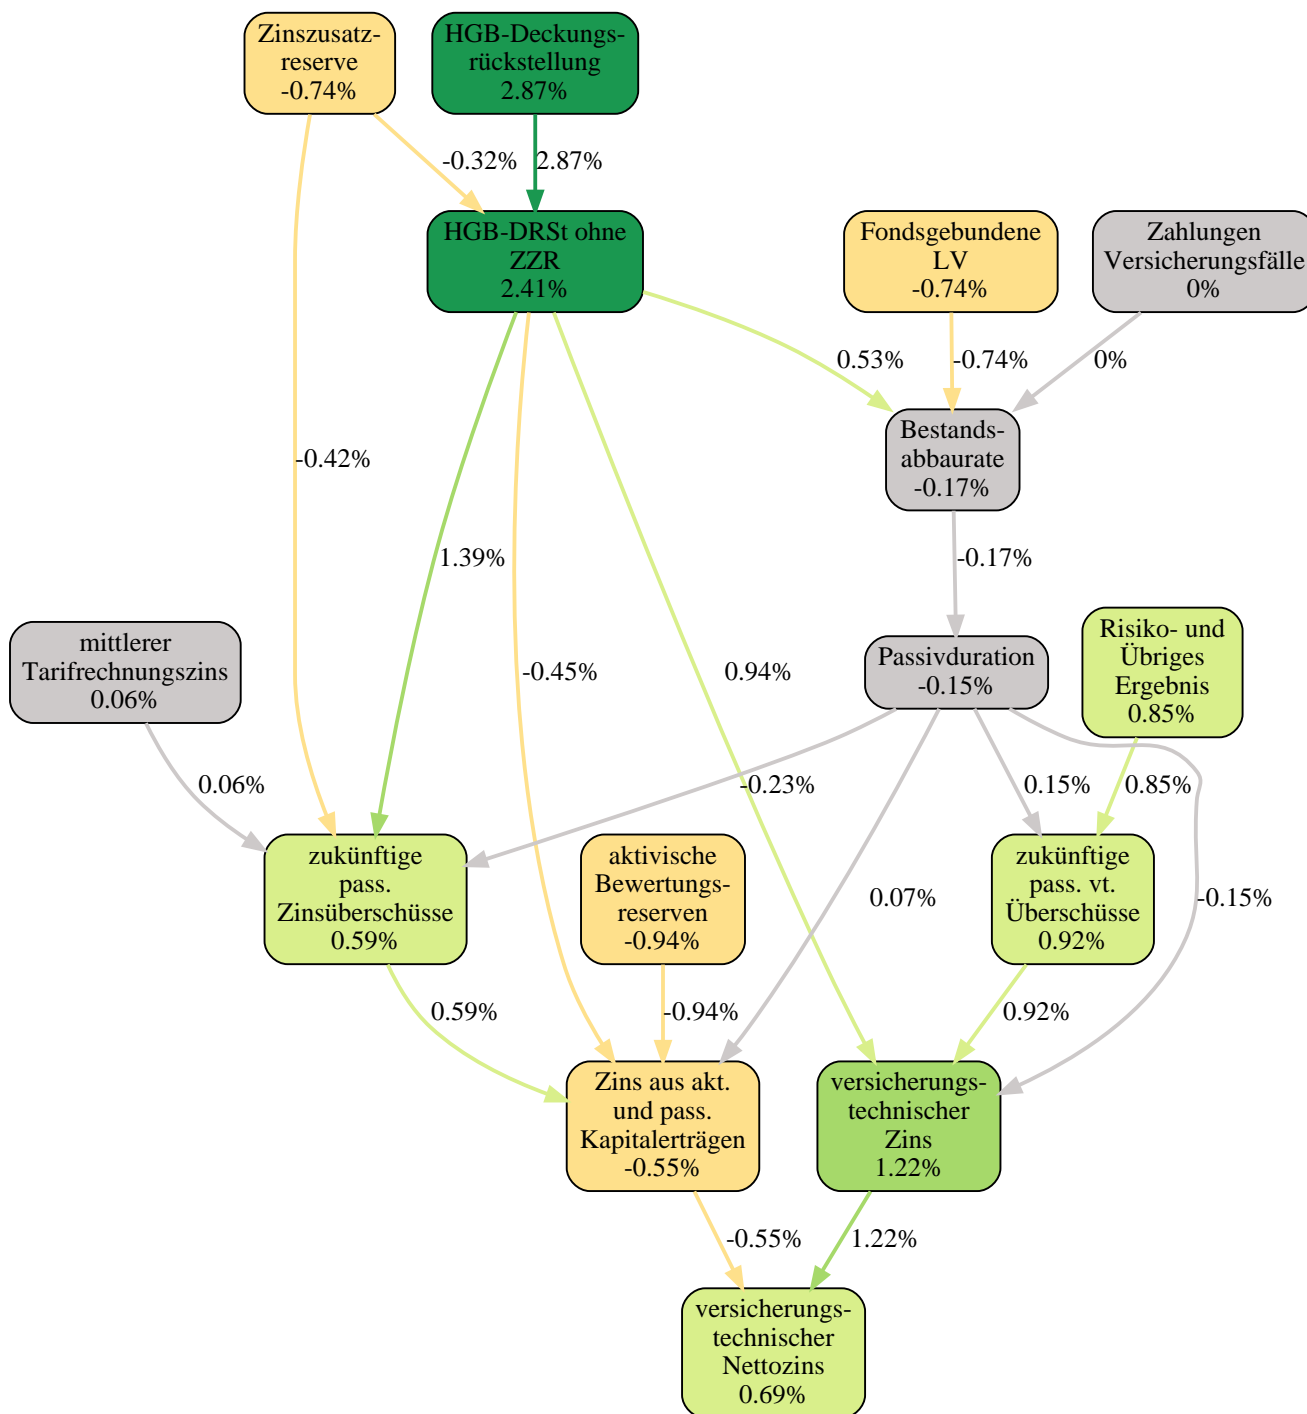 Zinszusatz-
reserve
-0.74%
HGB-Deckungs-
rückstellung
2.87%
-0.32%
2.87%
HGB-DRSt ohne
ZZR
2.41%
Fondsgebundene
LV
-0.74%
Zahlungen
Versicherungsfälle
0%
0.53%
-0.74%
0%
Bestands-
abbaurate
-0.17%
-0.42%
1.39%
-0.17%
mittlerer
Tarifrechnungszins
0.06%
-0.45%
0.94%
Passivduration
-0.15%
Risiko- und
Übriges
Ergebnis
0.85%
0.06%
-0.23%
0.15%
0.85%
zukünftige
pass.
Zinsüberschüsse
0.59%
aktivische
Bewertungs-
reserven
-0.94%
0.07%
zukünftige
pass. vt.
Überschüsse
0.92%
-0.15%
0.59%
-0.94%
0.92%
Zins aus akt.
und pass.
Kapitalerträgen
-0.55%
versicherungs-
technischer
Zins
1.22%
-0.55%
1.22%
versicherungs-
technischer
Nettozins
0.69%